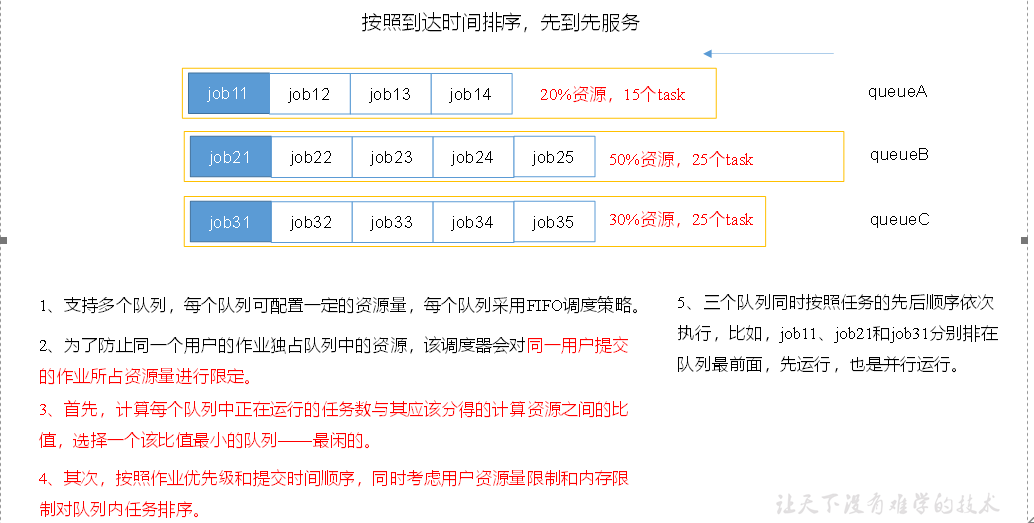 按照到达时间排序，先到先服务
job11 job12 job13 job14 20%资源，15个task queueA
job21 job22 job23 job24 job25 50%资源，25个task queueB
job31 job32 job33 job34 job35 30%资源，25个task queueC
1、支持多个队列，每个队列可配置一定的资源量，每个队列采用FIFO调度策略。
2、为了防止同一个用户的作业独占队列中的资源，该调度器会对同一用户提交
的作业所占资源量进行限定。
3、首先，计算每个队列中正在运行的任务数与其应该分得的计算资源之间的比
值，选择一个该比值最小的队列——最闲的。
4、其次，按照作业优先级和提交时间顺序，同时考虑用户资源量限制和内存限
制对队列内任务排序。
5、三个队列同时按照任务的先后顺序依次
执行，比如，job11、job21和job31分别排在
队列最前面，先运行，也是并行运行。
让天下没有难学的技术